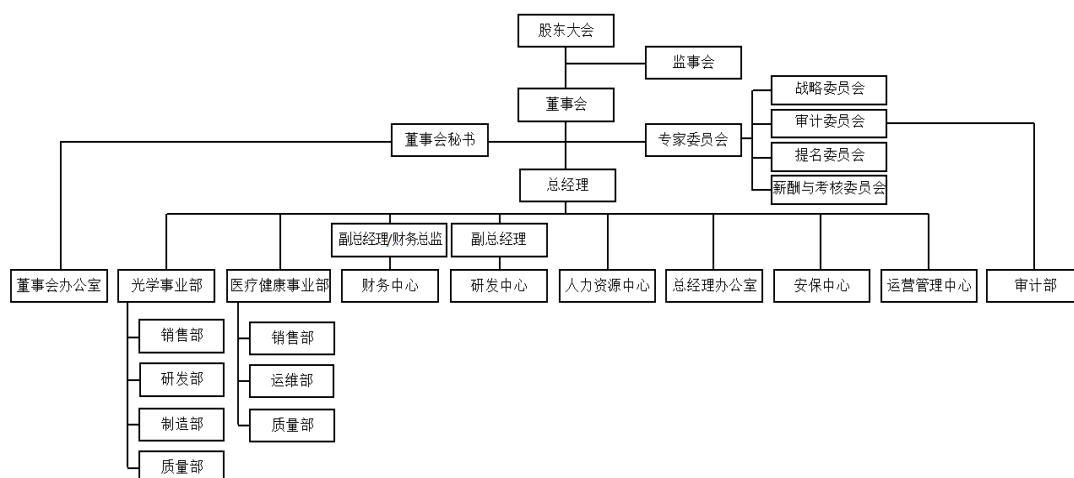 股东大会
监事会
董事会
战略委员会
董事会秘书
专家委员会
审计委员会
提名委员会
总经理
薪酬与考核委员会
副总经理/财务总监
副总经理
董事会办公室
光学事业部
医疗健康事业部
财务中心
研发中心
人力资源中心
总经理办公室
安保中心
运营管理中心
审计部
销售部
研发部
制造部
质量部
销售部
运维部
质量部